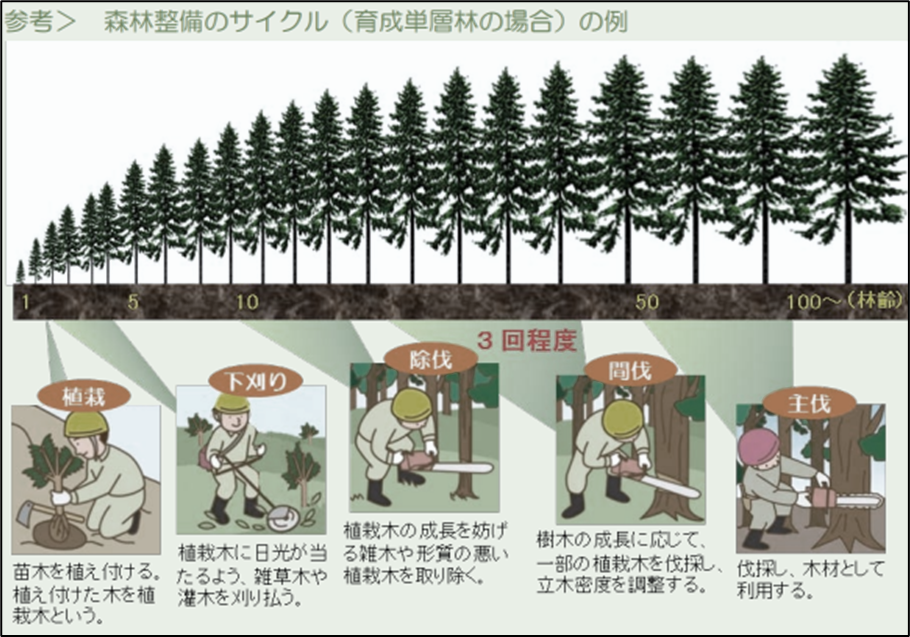 参考＞　森林整備のサイクル（育成単層林の場合）の例
1　5　10　50　100～（林齢）
3回程度
植栽
苗木を植え付ける。
植え付けた木を植
栽木という。
下刈り
植栽木に日光が当
たるよう、雑草木や
灌木を刈り払う。
除伐
植栽木の成長を妨げ
る雑木や形質の悪い
植栽木を取り除く。
間伐
樹木の成長に応じて、
一部の植栽木を伐採し、
立木密度を調整する。
主伐
伐採し、木材として
利用する。